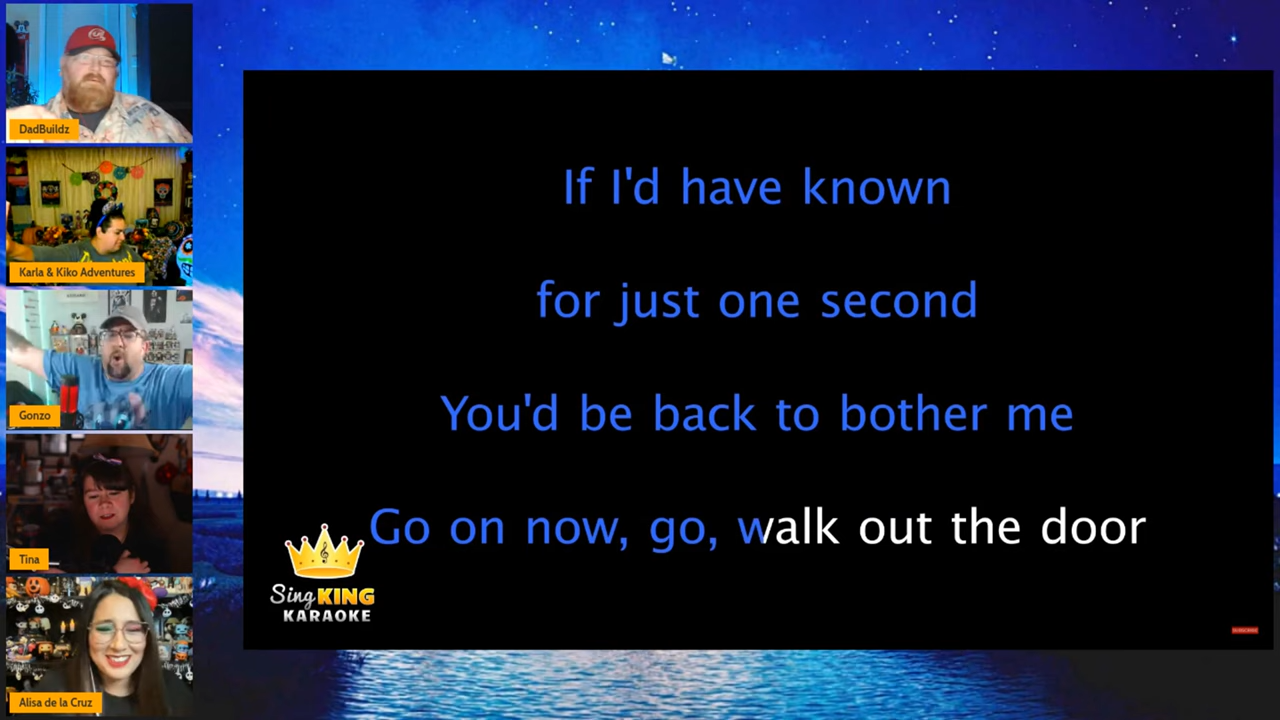 DadBuildz
Karla & Kiko Adventures
Gonzo
Tina
Alisa de la Cruz
If I'd have known
for just one second
You'd be back to bother me
Go on now, go, walk out the door
Sing KING
KARAOKE
SUBSCRIBE